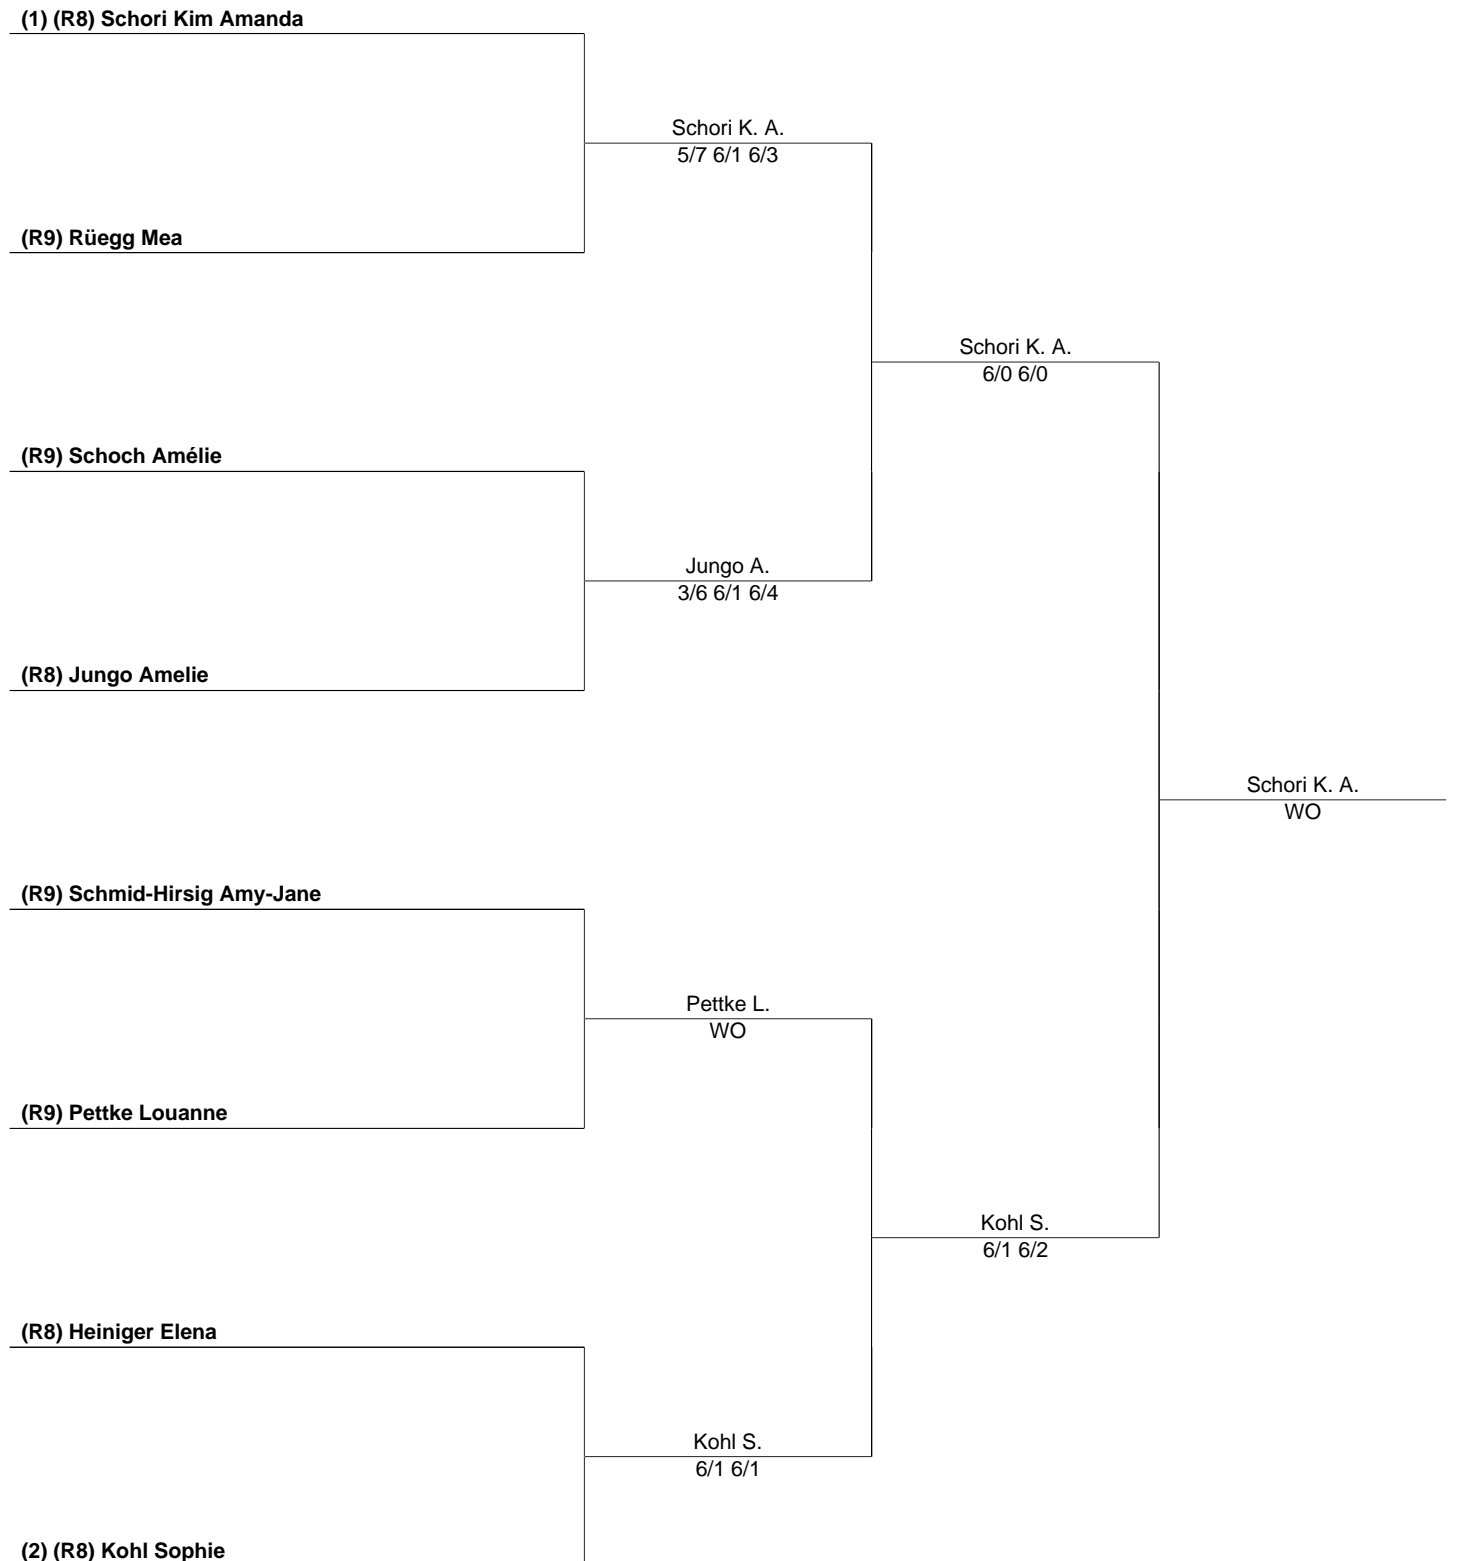 (1) (R8) Schori Kim Amanda
Schori K. A.
5/7 6/1 6/3
(R9) Rüegg Mea
Schori K. A.
6/0 6/0
(R9) Schoch Amélie
Jungo A.
3/6 6/1 6/4
(R8) Jungo Amelie
Schori K. A.
WO
(R9) Schmid-Hirsig Amy-Jane
Pettke L.
WO
(R9) Pettke Louanne
Kohl S.
6/1 6/2
(R8) Heiniger Elena
Kohl S.
6/1 6/1
(2) (R8) Kohl Sophie